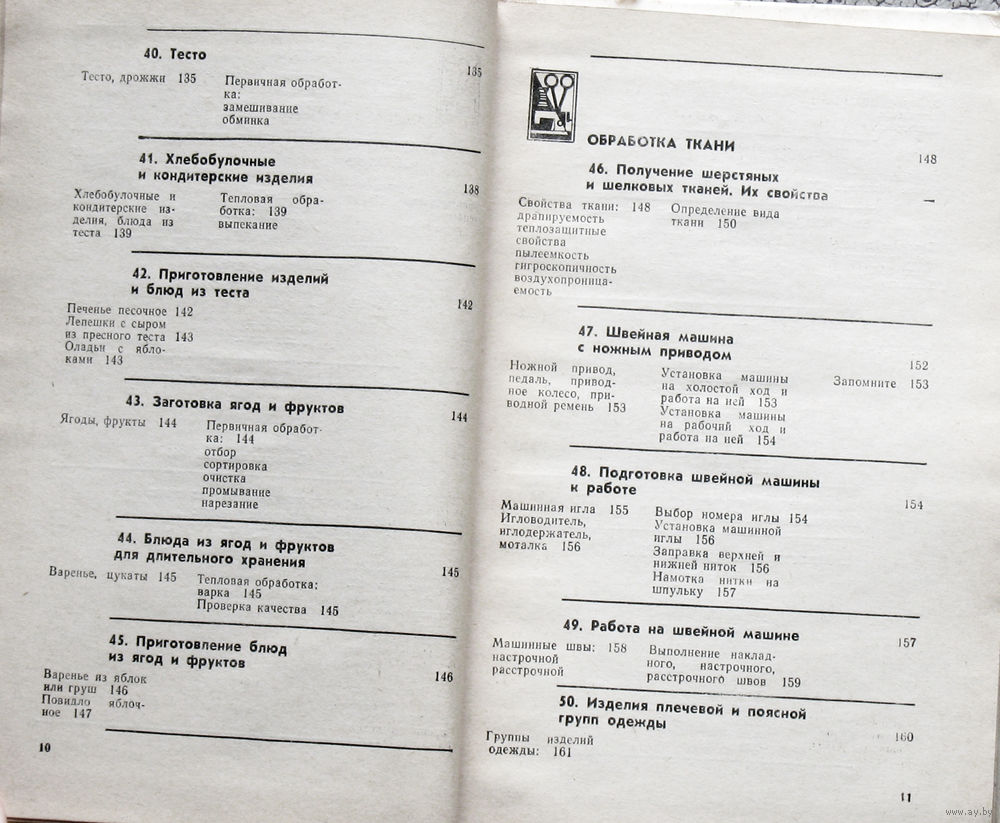 40. Тесто
135
Тесто, дрожжи 135
Первичная обработ-
ка:
замешивание
обминка
41. Хлебобулочные
и кондитерские изделия
138
Хлебобулочные и
кондитерские из-
делия, блюда из
теста 139
Тепловая обра-
ботка: 139
выпекание
42. Приготовление изделий
и блюд из теста
142
Печенье песочное 142
Лепешки с сыром
из пресного теста 143
Оладьи с ябло-
ками 143
43. Заготовка ягод и фруктов
144
Ягоды, фрукты 144
Первичная обработ-
ка: 144
отбор
сортировка
очистка
промывание
нарезание
44. Блюда из ягод и фруктов
для длительного хранения
145
Варенье, цукаты 145
Тепловая обработка:
варка 145
Проверка качества 145
45. Приготовление блюд
из ягод и фруктов
146
Варенье из яблок
или груш 146
Повидло яблоч-
ное 147
10
ОБРАБОТКА ТКАНИ
148
46. Получение шерстяных
и шелковых тканей. Их свойства
Свойства ткани: 148
драпируемость
теплозащитные
свойства
пылеемкость
гигроскопичность
воздухопроница-
емость
Определение вида
ткани 150
47. Швейная машина
с ножным приводом
152
Ножной привод,
педаль, привод-
ное колесо, при-
водной ремень 153
Установка машины
на холостой ход и
работа на ней 153
Установка машины
на рабочий ход и
работа на ней 154
Запомните 153
48. Подготовка швейной машины
к работе
154
Машинная игла 155
Игловодитель,
иглодержатель,
моталка 156
Выбор номера иглы 154
Установка машинной
иглы 156
Заправка верхней и
нижней ниток 156
Намотка нитки на
шпульку 157
49. Работа на швейной машине
157
Машинные швы: 158
настрочной
расстрочной
Выполнение наклад-
ного, настрочного,
расстрочного швов 159
50. Изделия плечевой и поясной
групп одежды
160
Группы изделий
одежды: 161
11
www.ay.by